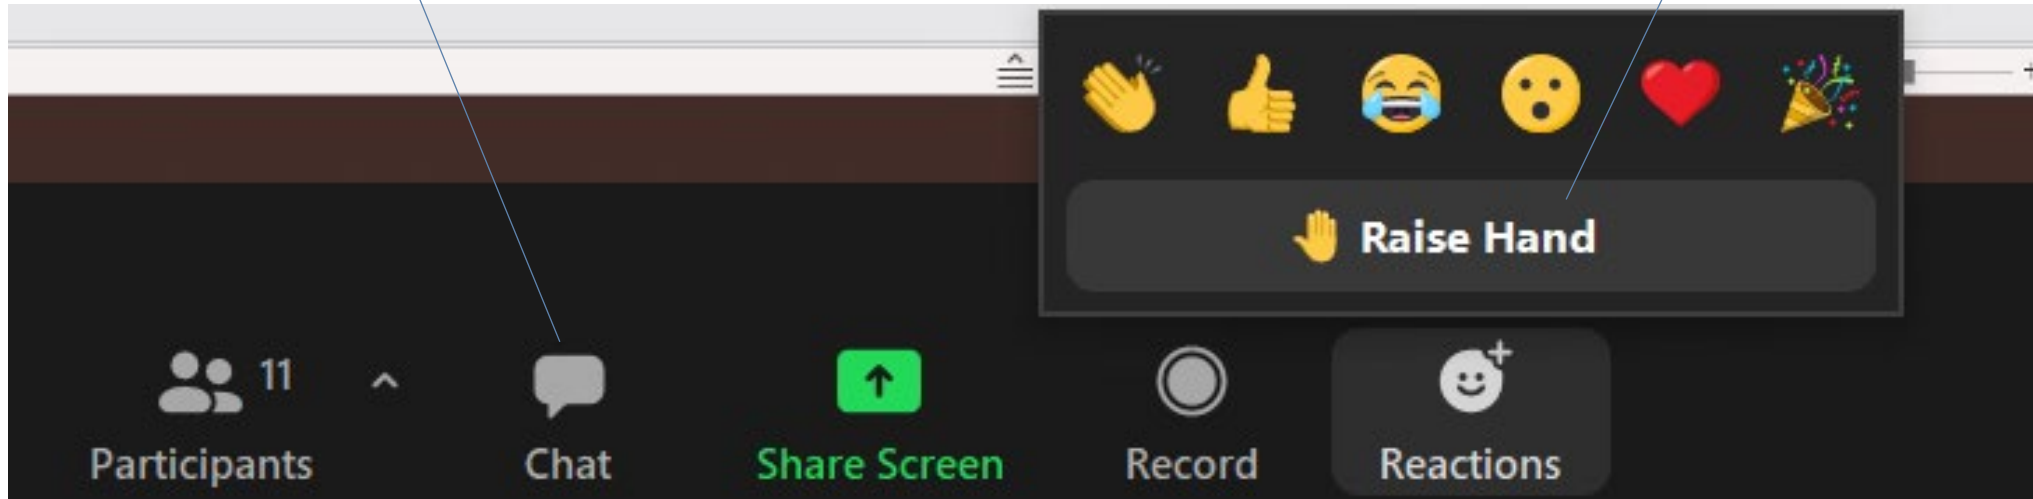 Raise Hand
11
Participants
Chat
Share Screen
Record
Reactions